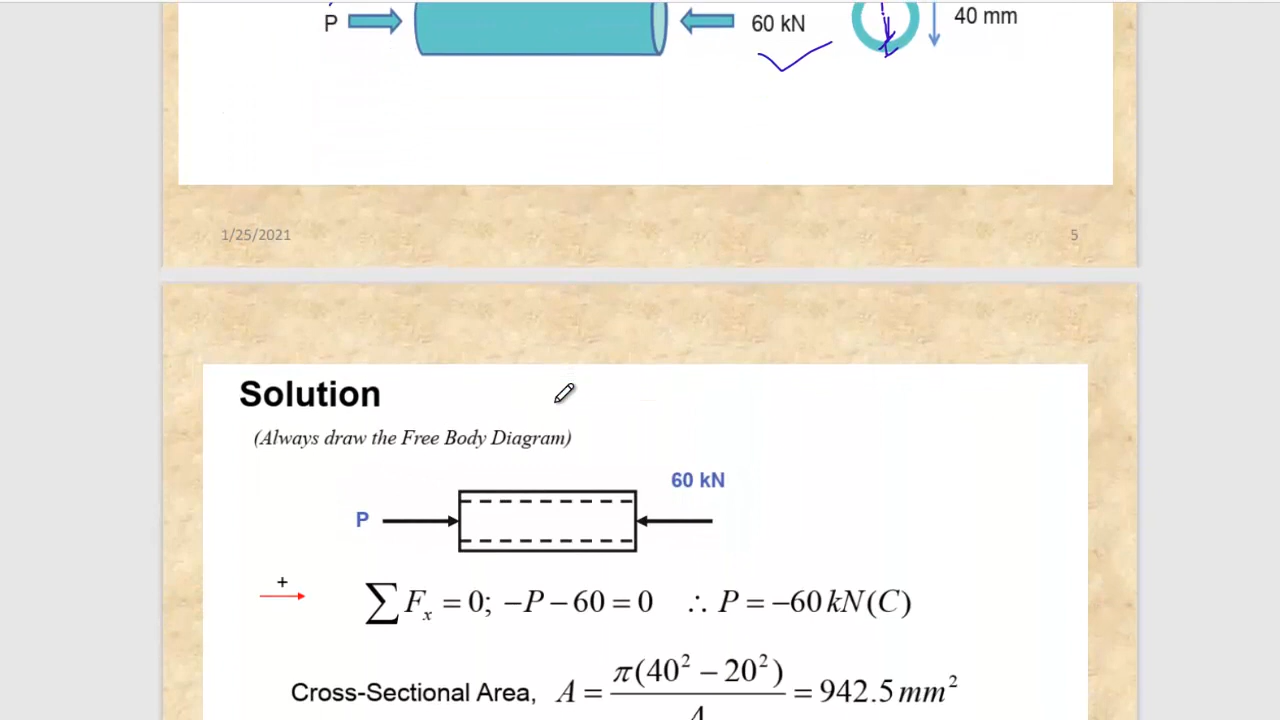 P 60 kN 40 mm
1/25/2021 5
Solution
(Always draw the Free Body Diagram)
60 kN
P
+
∑ Fₓ = 0; −P − 60 = 0 ∴ P = −60 kN (C)
Cross-Sectional Area, A = π(40² − 20²) / 4 = 942.5 mm²